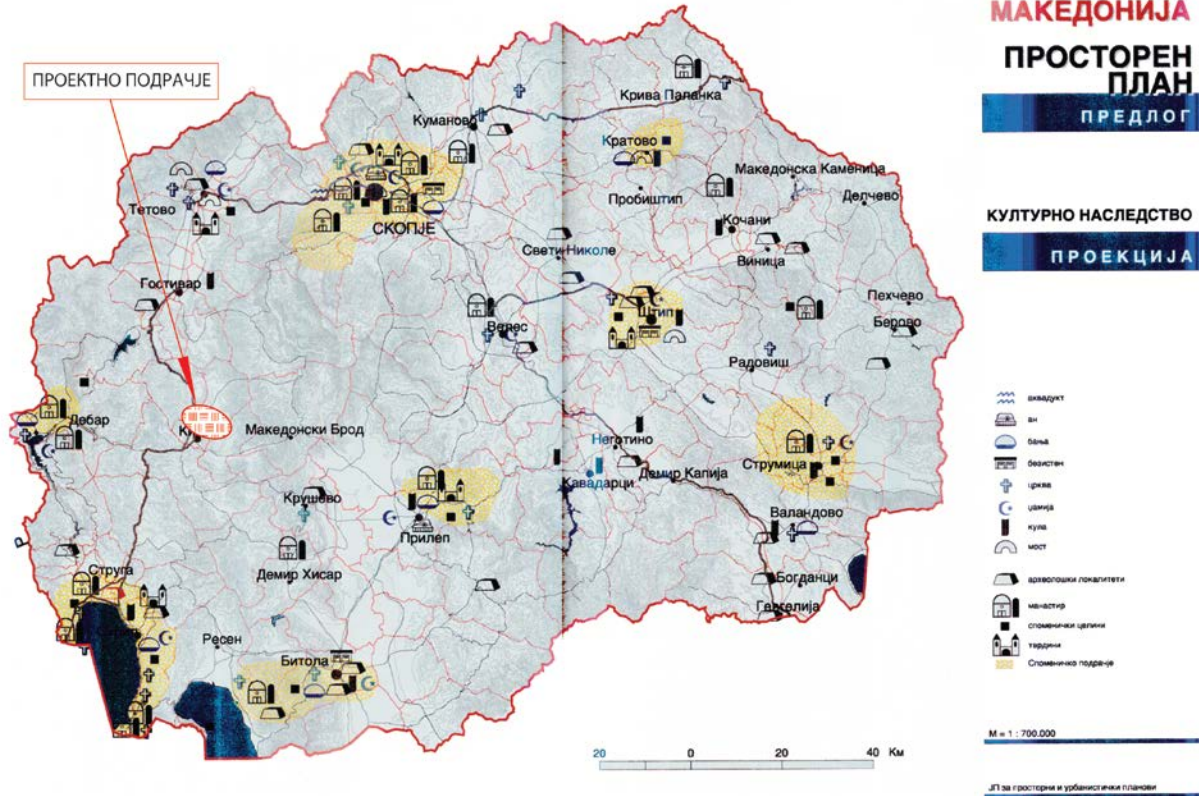 МАКЕДОНИЈА
ПРОСТОРЕН
ПЛАН
ПРЕДЛОГ
КУЛТУРНО НАСЛЕДСТВО
ПРОЕКЦИЈА
ПРОЕКТНО ПОДРАЧЈЕ
Крива Паланка
Куманово
Кратово
Македонска Каменица
Пробиштип
Делчево
Тетово
СКОПЈЕ
Кочани
Свети Николе
Виница
Гостивар
Пехчево
Штип
Велес
Берово
Радовиш
Дебар
Ки
Македонски Брод
Неготино
Струмица
Демир Капија
Кавадарци
Крушево
Валандово
Прилеп
Струга
Демир Хисар
Богданци
Гевгелија
Ресен
Битола
аквадукт
ан
бања
безистен
црква
џамија
кула
мост
археолошки локалитети
манастир
споменички целини
тврдини
Споменичко подрачје
М = 1 : 700.000
20 0 20 40 Км
ЈП за просторни и урбанистички планови